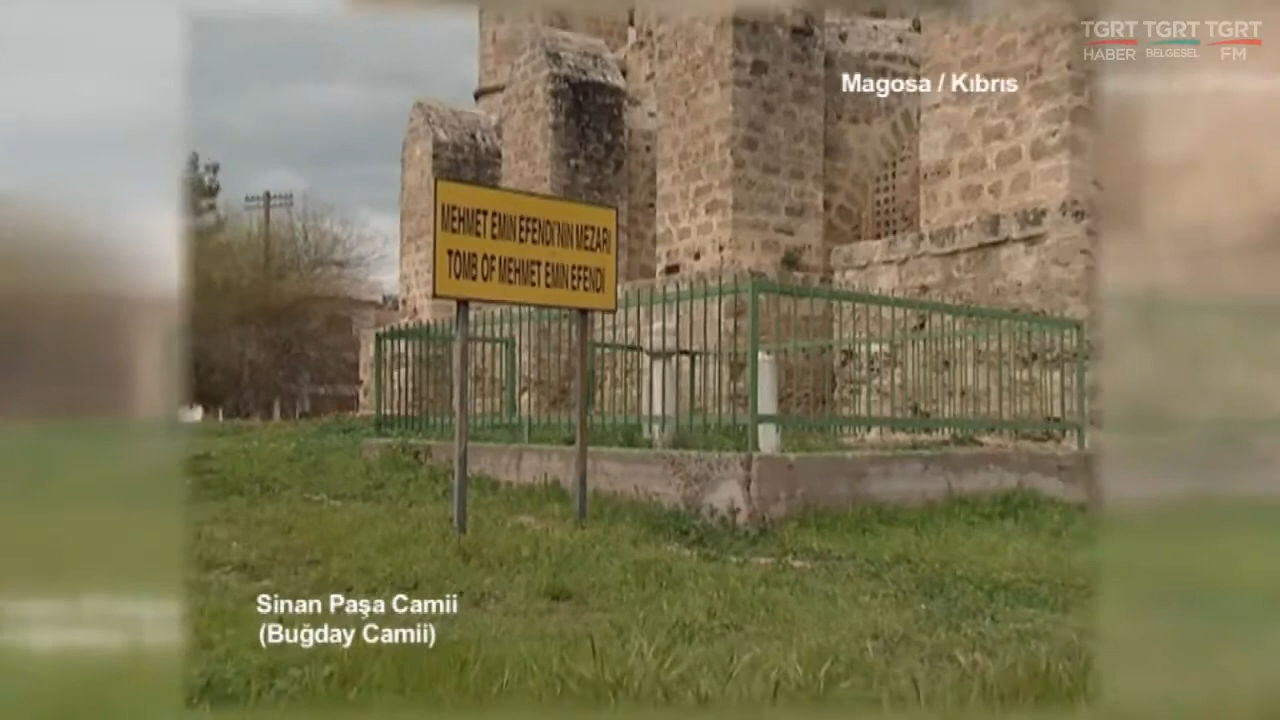 TGRT TGRT TGRT
HABER BELGESEL FM
Magosa / Kıbrıs
MEHMET EMİN EFENDİ'NİN MEZARI
TOMB OF MEHMET EMİN EFENDİ
Sinan Paşa Camii
(Buğday Camii)